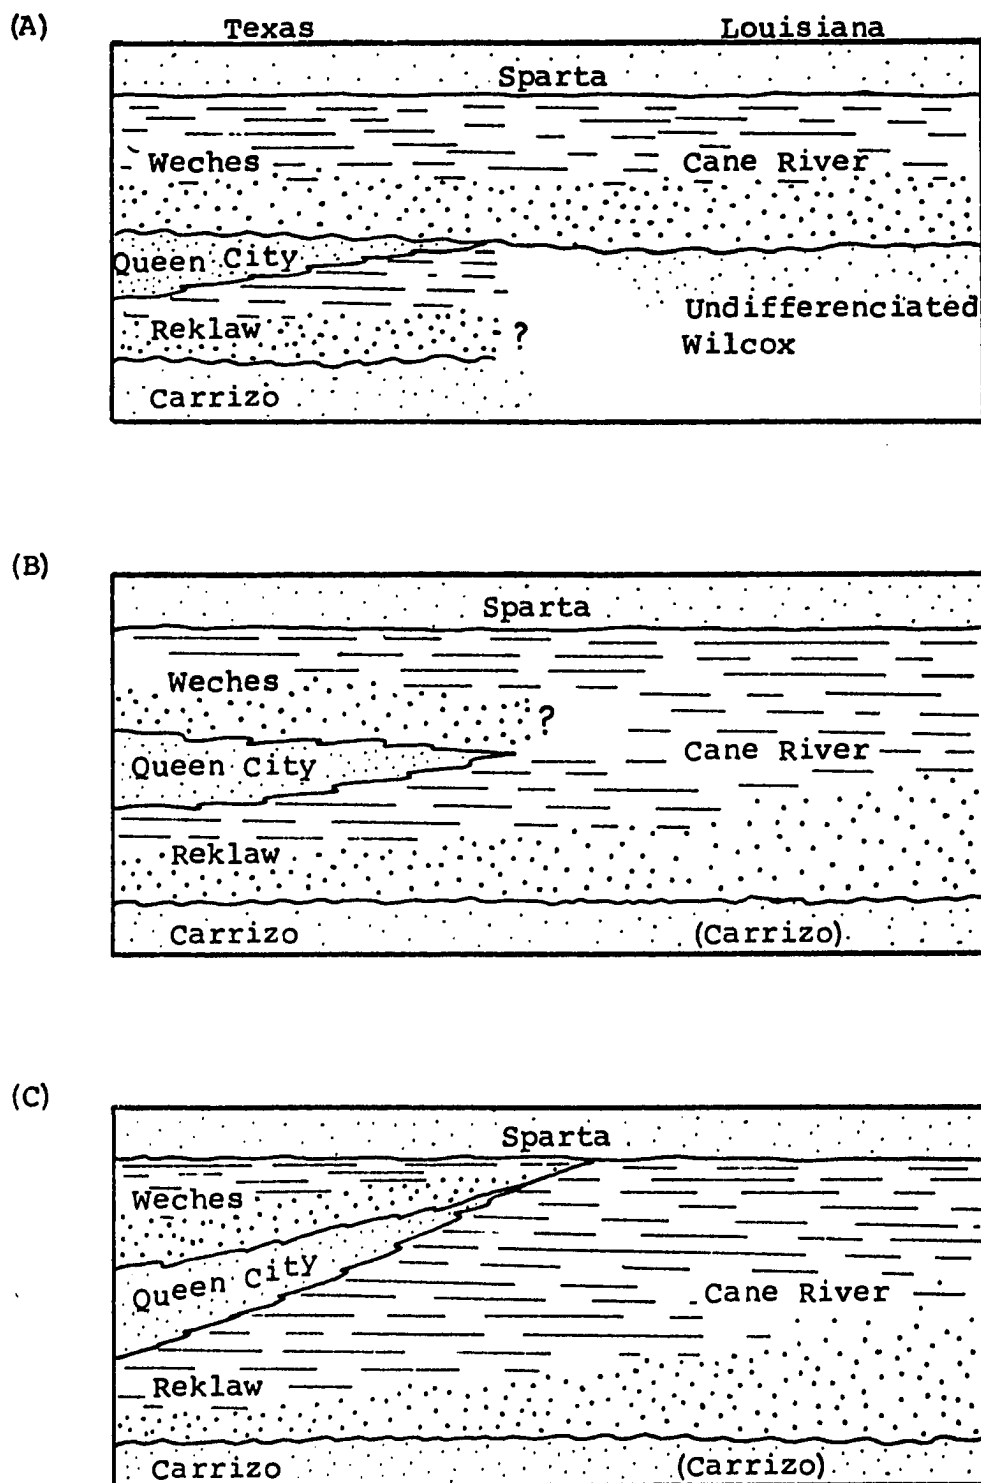 (A)
Texas Louisiana
Sparta
Weches Cane River
Queen City
Undifferenciated
Reklaw ? Wilcox
Carrizo
(B)
Sparta
Weches
?
Queen City Cane River
Reklaw
Carrizo (Carrizo)
(C)
Sparta
Weches
Queen City Cane River
Reklaw
Carrizo (Carrizo)